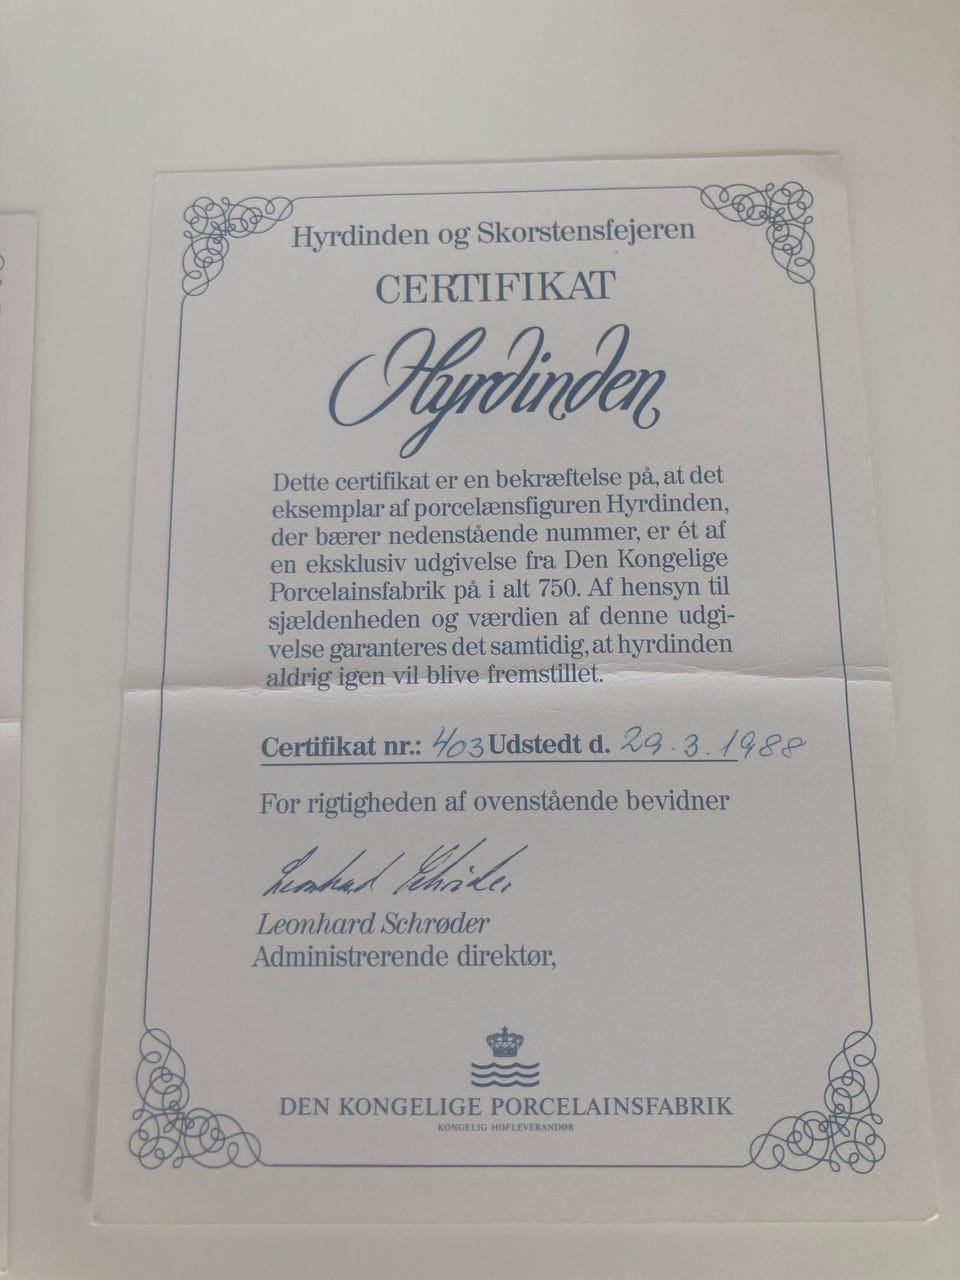 Hyrdinden og Skorstensfejeren
CERTIFIKAT
Hyrdinden
Dette certifikat er en bekræftelse på, at det
eksemplar af porcelænsfiguren Hyrdinden,
der bærer nedenstående nummer, er ét af
en eksklusiv udgivelse fra Den Kongelige
Porcelainsfabrik på i alt 750. Af hensyn til
sjældenheden og værdien af denne udgi-
velse garanteres det samtidig, at hyrdinden
aldrig igen vil blive fremstillet.
Certifikat nr.: 403 Udstedt d. 29.3.1988
For rigtigheden af ovenstående bevidner
Leonhard Schrøder
Leonhard Schrøder
Administrerende direktør,
DEN KONGELIGE PORCELAINSFABRIK
KONGELIG HOFLEVERANDØR